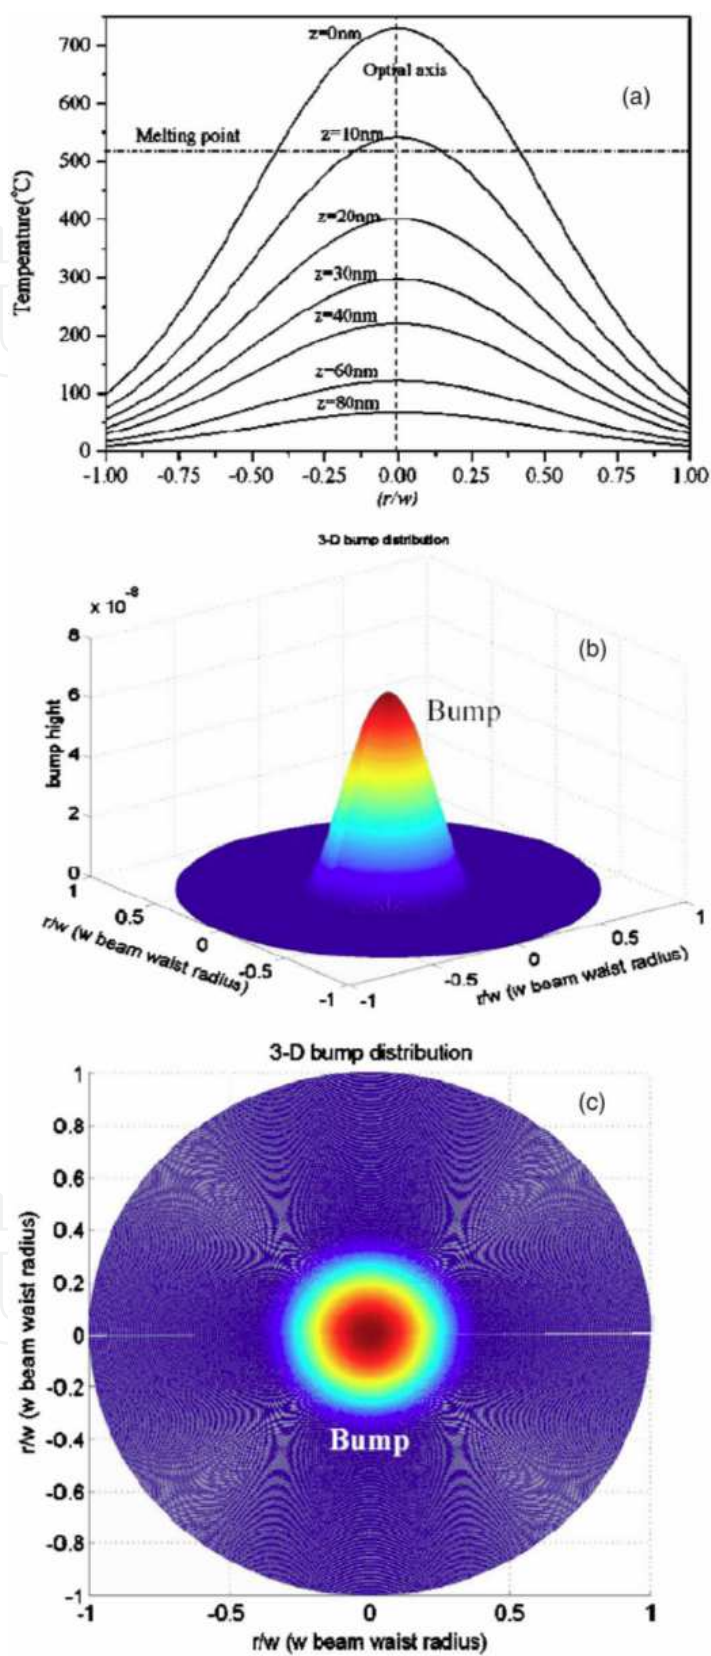 z=0nm
700
Optial axis
(a)
600
Melting point
z=10nm
500
z=20nm
400
z=30nm
300
z=40nm
200
z=60nm
100
z=80nm
0
Temperature(℃)
-1.00 -0.75 -0.50 -0.25 0.00 0.25 0.50 0.75 1.00
(r/w)
3-D bump distribution
x 10-8
(b)
8
6
4
2
0
bump hight
Bump
1
0.5
0
-0.5
-1
r/w (w beam waist radius)
-1
-0.5
0
0.5
1
r/w (w beam waist radius)
3-D bump distribution
(c)
1
0.8
0.6
0.4
0.2
0
-0.2
-0.4
-0.6
-0.8
-1
r/w (w beam waist radius)
Bump
-1 -0.5 0 0.5 1
r/w (w beam waist radius)